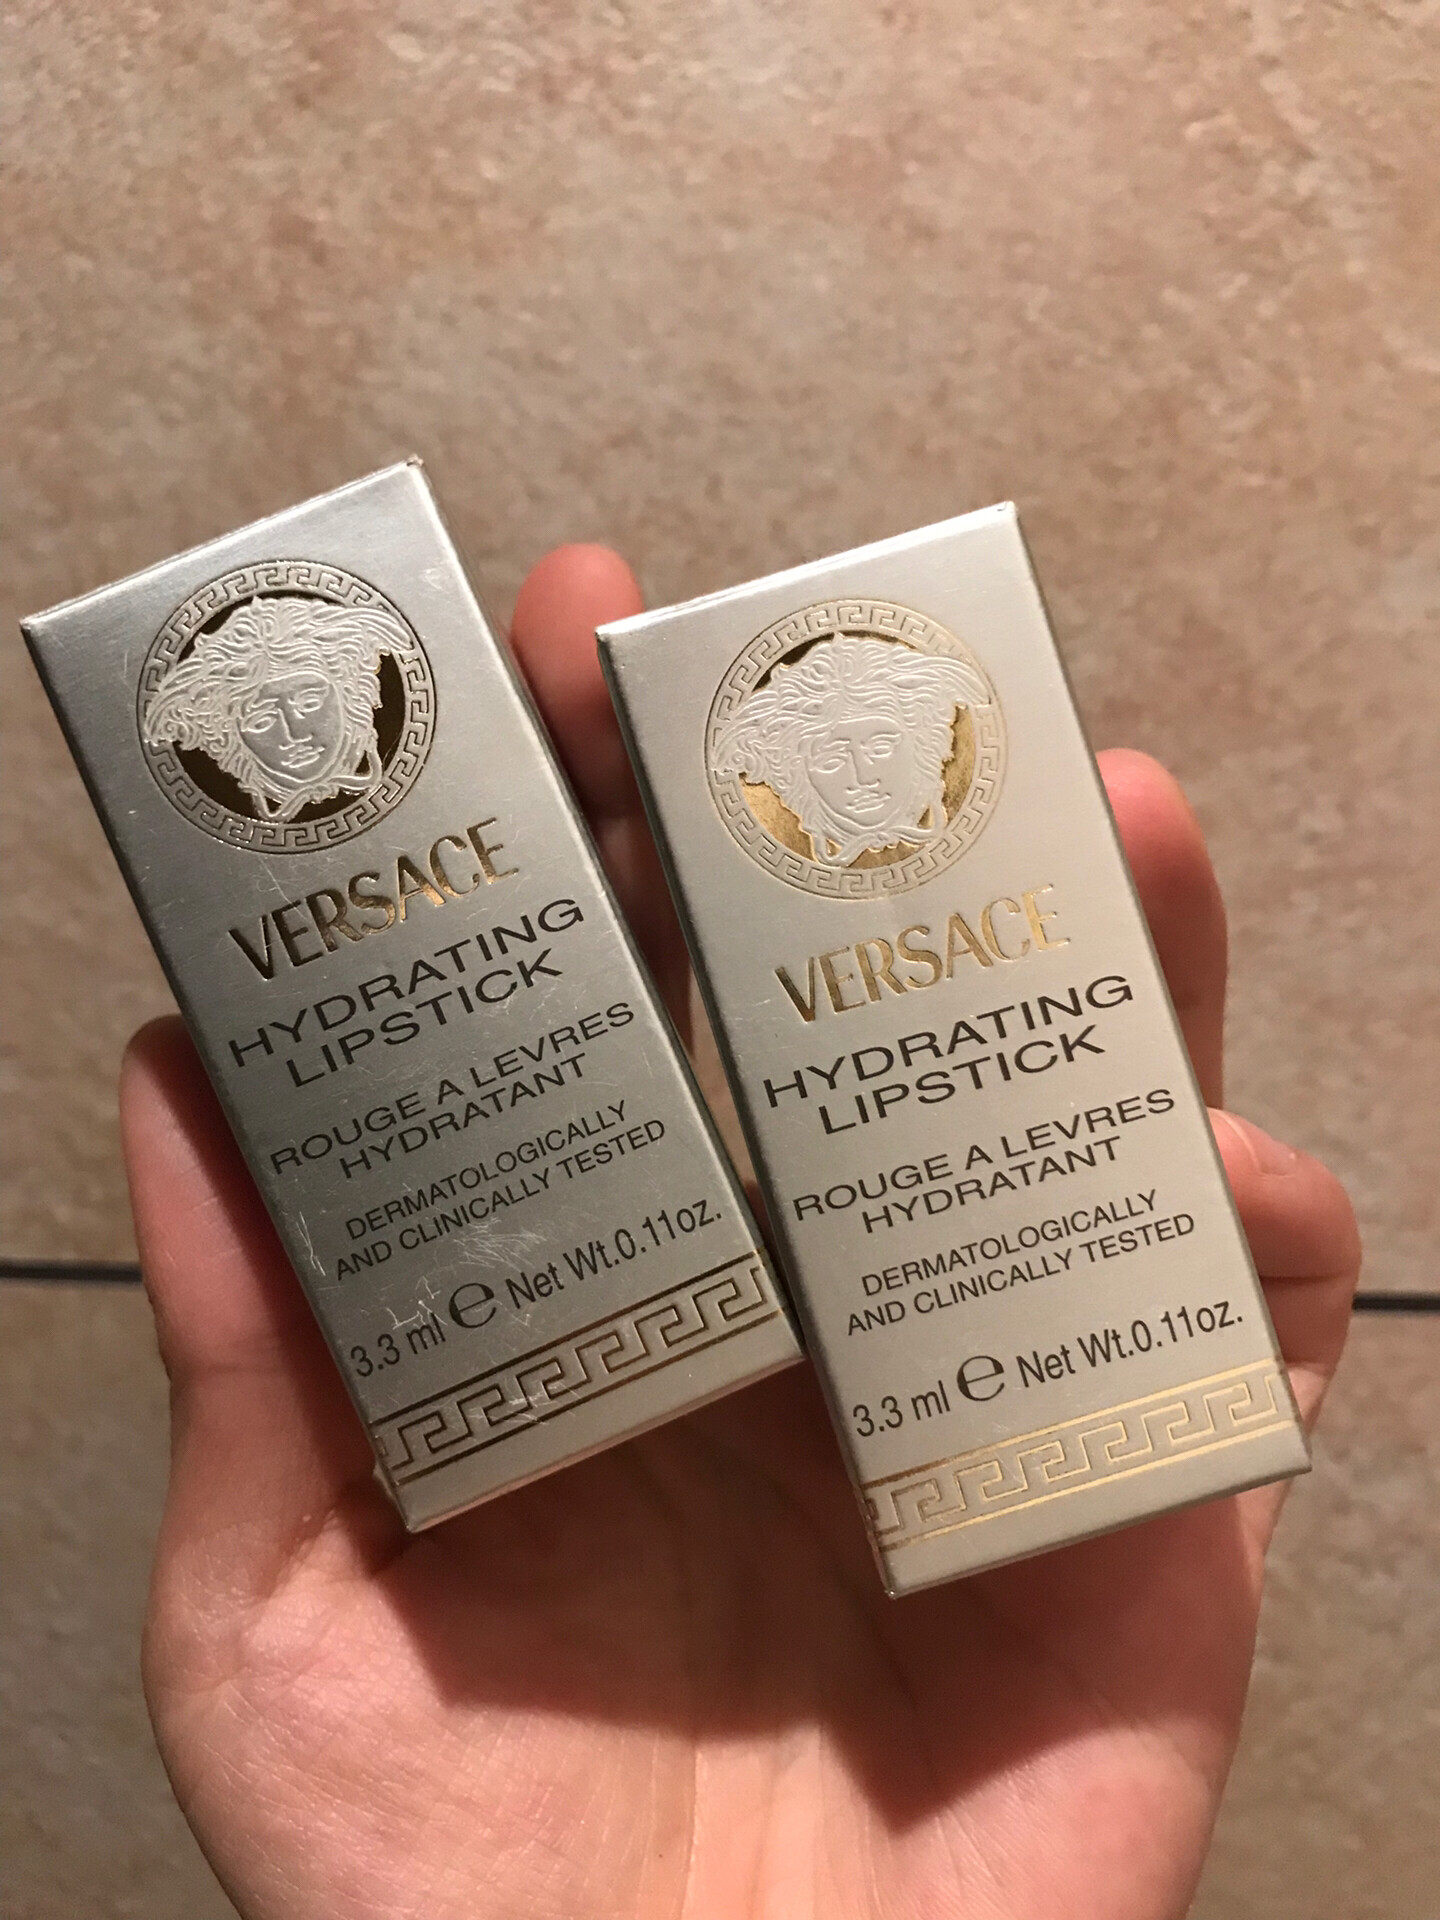 VERSACE
HYDRATING
LIPSTICK
ROUGE A LEVRES
HYDRATANT
DERMATOLOGICALLY
AND CLINICALLY TESTED
3.3 ml ℮ Net Wt.0.11oz.
VERSACE
HYDRATING
LIPSTICK
ROUGE A LEVRES
HYDRATANT
DERMATOLOGICALLY
AND CLINICALLY TESTED
3.3 ml ℮ Net Wt.0.11oz.